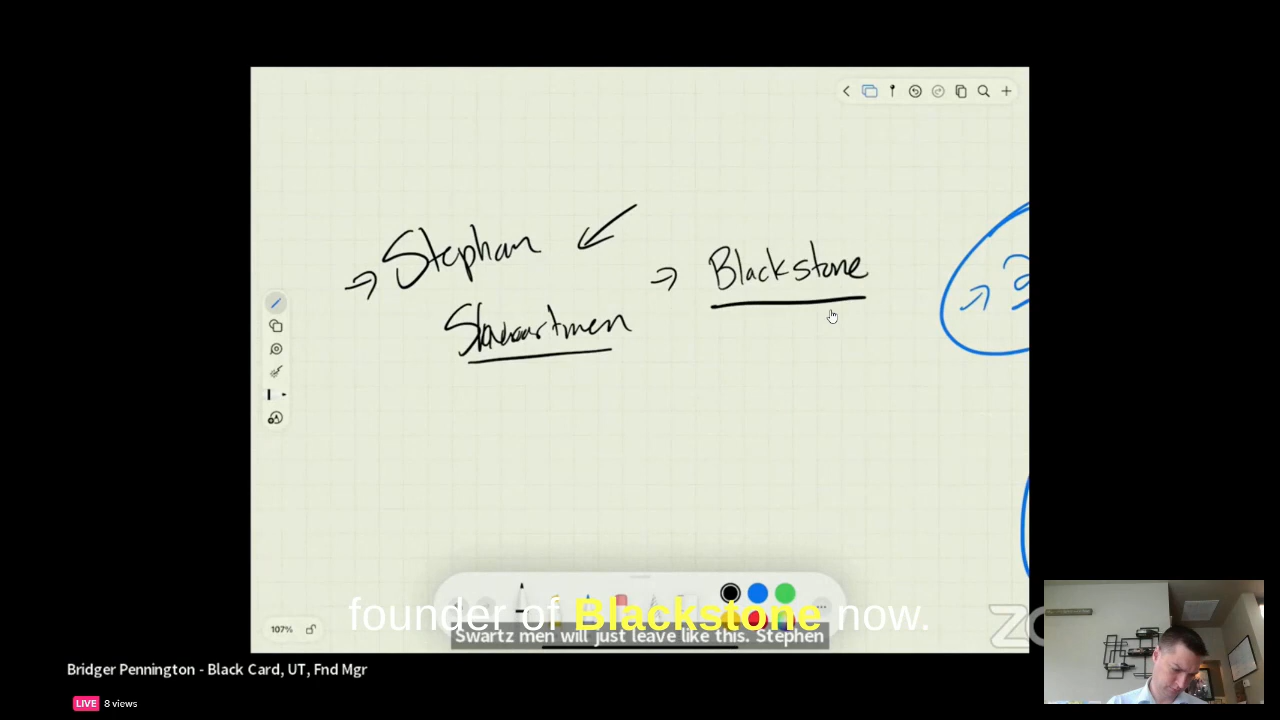 → Stephan
→ Blackstone
→
107%
founder of Blackstone now.
Swartz men will just leave like this. Stephen
Bridger Pennington - Black Card, UT, Fnd Mgr
LIVE 8 views